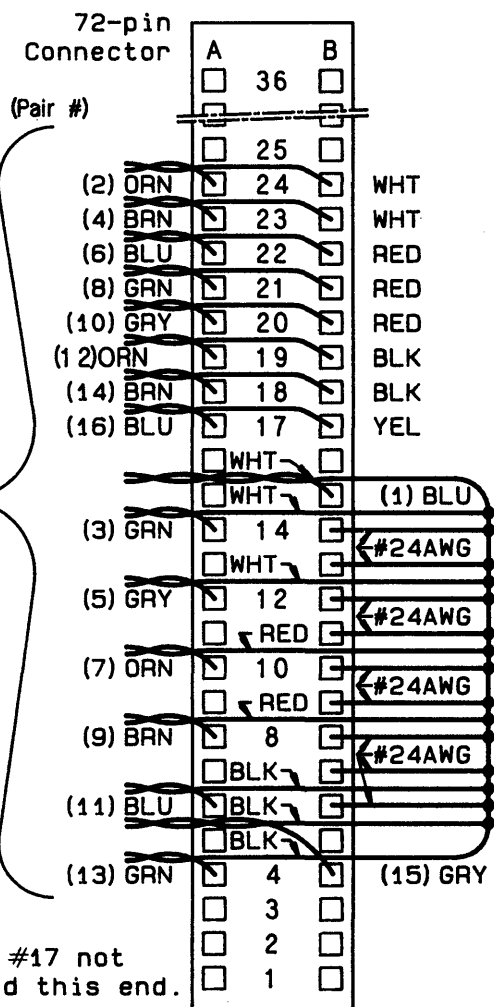 72-pin
Connector
A B
36
(Pair #)
25
(2) ORN 24 WHT
(4) BRN 23 WHT
(6) BLU 22 RED
(8) GRN 21 RED
(10) GRY 20 RED
(12)ORN 19 BLK
(14) BRN 18 BLK
(16) BLU 17 YEL
WHT
WHT (1) BLU
(3) GRN 14
#24AWG
WHT
(5) GRY 12
#24AWG
RED
(7) ORN 10
#24AWG
RED
(9) BRN 8
#24AWG
BLK
(11) BLU BLK
BLK
(13) GRN 4 (15) GRY
3
#17 not 2
d this end. 1